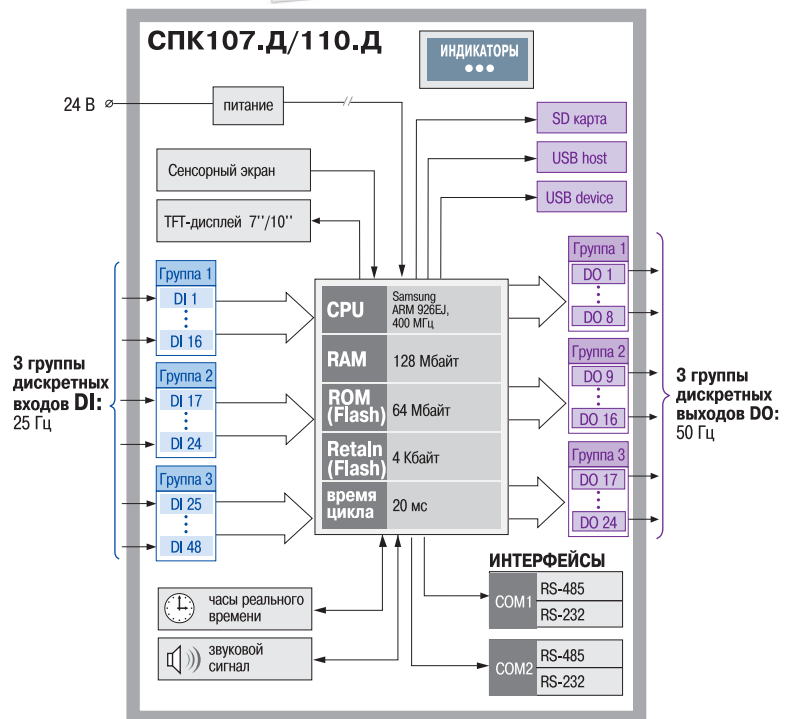 СПК107.Д/110.Д
ИНДИКАТОРЫ
24 В
питание
SD карта
USB host
USB device
Сенсорный экран
TFT-дисплей 7''/10''
3 группы
дискретных
входов DI:
25 Гц
Группа 1
DI 1
DI 16
Группа 2
DI 17
DI 24
Группа 3
DI 25
DI 48
CPU
Samsung
ARM 926EJ,
400 МГц
RAM
128 Мбайт
ROM
(Flash)
64 Мбайт
Retain
(Flash)
4 Кбайт
время
цикла
20 мс
Группа 1
DO 1
DO 8
Группа 2
DO 9
DO 16
Группа 3
DO 17
DO 24
3 группы
дискретных
выходов DO:
50 Гц
часы реального
времени
звуковой
сигнал
ИНТЕРФЕЙСЫ
COM1
RS-485
RS-232
COM2
RS-485
RS-232